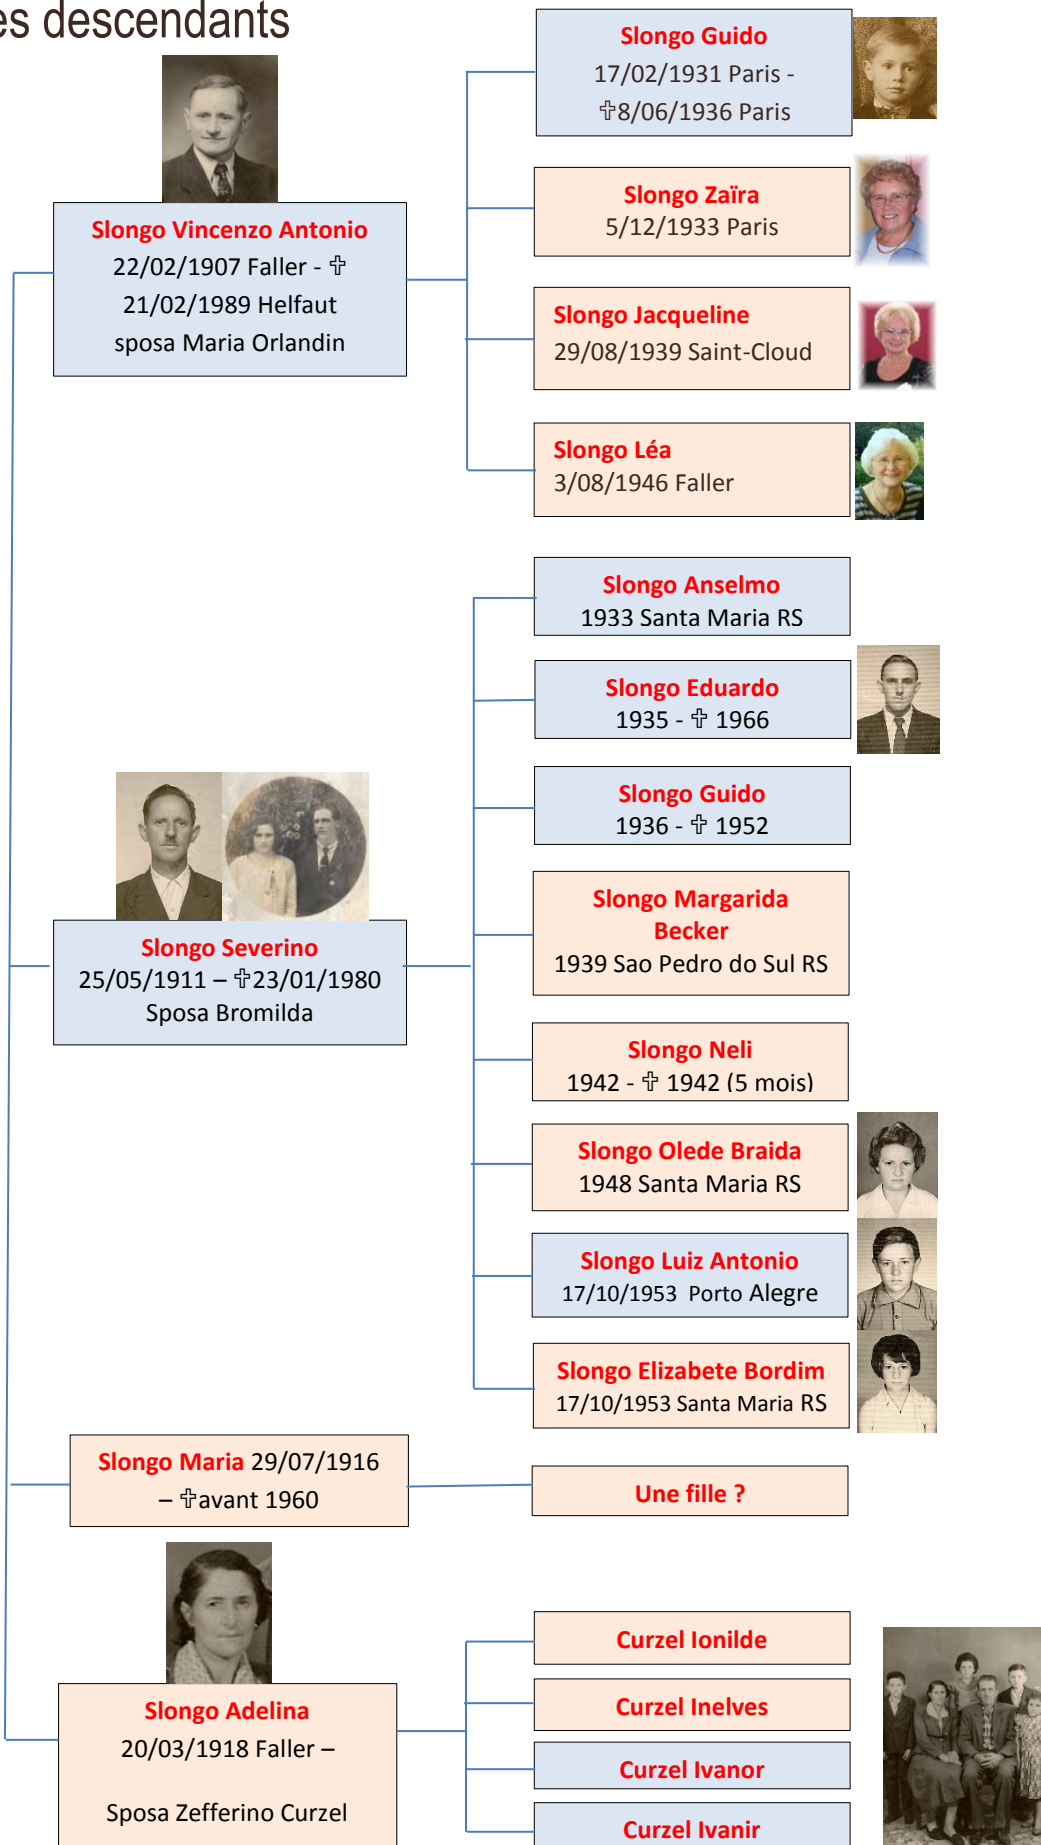 es descendants
Slongo Vincenzo Antonio
22/02/1907 Faller - ✞
21/02/1989 Helfaut
sposa Maria Orlandin
Slongo Guido
17/02/1931 Paris -
✞8/06/1936 Paris
Slongo Zaïra
5/12/1933 Paris
Slongo Jacqueline
29/08/1939 Saint-Cloud
Slongo Léa
3/08/1946 Faller
Slongo Severino
25/05/1911 – ✞23/01/1980
Sposa Bromilda
Slongo Anselmo
1933 Santa Maria RS
Slongo Eduardo
1935 - ✞ 1966
Slongo Guido
1936 - ✞ 1952
Slongo Margarida
Becker
1939 Sao Pedro do Sul RS
Slongo Neli
1942 - ✞ 1942 (5 mois)
Slongo Olede Braida
1948 Santa Maria RS
Slongo Luiz Antonio
17/10/1953 Porto Alegre
Slongo Elizabete Bordim
17/10/1953 Santa Maria RS
Slongo Maria 29/07/1916
– ✞avant 1960
Une fille ?
Slongo Adelina
20/03/1918 Faller –
Sposa Zefferino Curzel
Curzel Ionilde
Curzel Inelves
Curzel Ivanor
Curzel Ivanir